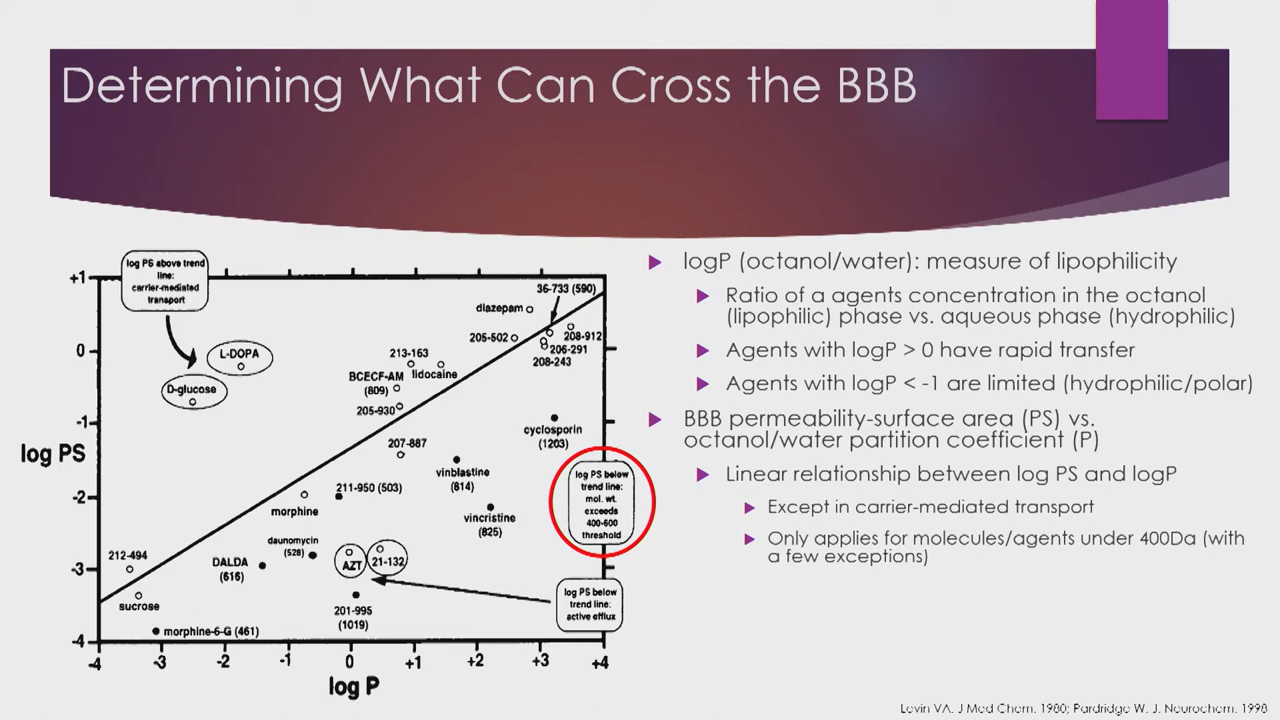 Determining What Can Cross the BBB
log PS above trend
line:
carrier-mediated
transport
+1
0
-1
-2
-3
-4
log PS
-4
-3
-2
-1
0
+1
+2
+3
+4
log P
L-DOPA
D-glucose
36-733 (590)
diazepam
205-502
208-912
206-291
208-243
213-163
lidocaine
BCECF-AM
(809)
205-930
207-887
cyclosporin
(1203)
vinblastine
(814)
vincristine
(825)
211-950 (503)
morphine
daunomycin
(528)
212-494
DALDA
(616)
AZT
21-132
sucrose
201-995
(1019)
morphine-6-G (461)
log PS below
trend line:
mol. wt.
exceeds
400-600
threshold
log PS below
trend line:
active efflux
logP (octanol/water): measure of lipophilicity
Ratio of a agents concentration in the octanol
(lipophilic) phase vs. aqueous phase (hydrophilic)
Agents with logP > 0 have rapid transfer
Agents with logP < -1 are limited (hydrophilic/polar)
BBB permeability-surface area (PS) vs.
octanol/water partition coefficient (P)
Linear relationship between log PS and logP
Except in carrier-mediated transport
Only applies for molecules/agents under 400Da (with
a few exceptions)
Levin VA. J Med Chem. 1980; Pardridge W. J. Neurochem. 1998